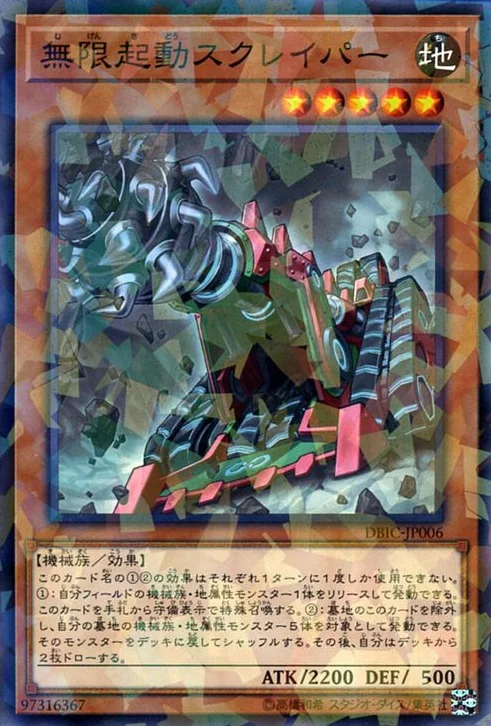 無限起動スクレイパー
地
DBIC-JP006
【機械族／効果】
このカード名の①②の効果はそれぞれ１ターンに１度しか使用できない。
①：自分フィールドの機械族・地属性モンスター１体をリリースして発動できる。
このカードを手札から守備表示で特殊召喚する。②：墓地のこのカードを除外
し、自分の墓地の機械族・地属性モンスター５体を対象として発動できる。
そのモンスターをデッキに戻してシャッフルする。その後、自分はデッキから
２枚ドローする。
ATK/2200 DEF/ 500
97316367 ©高橋和希 スタジオ・ダイス/集英社